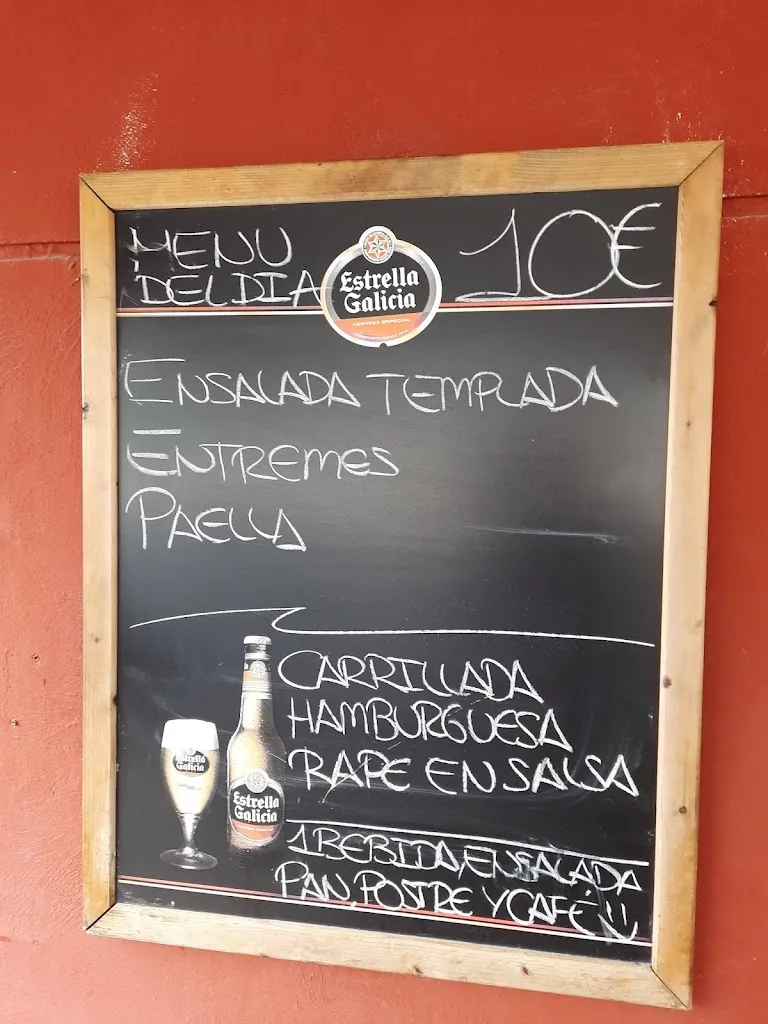 MENU
DEL DIA
10€
Estrella
Galicia
CERVEZA ESPECIAL
ENSALADA TEMPLADA
ENTREMES
PAELLA
CARRILLADA
HAMBURGUESA
RAPE EN SALSA
Estrella
Galicia
Estrella
Galicia
1 BEBIDA, ENSALADA
PAN, POSTRE Y CAFÉ!!